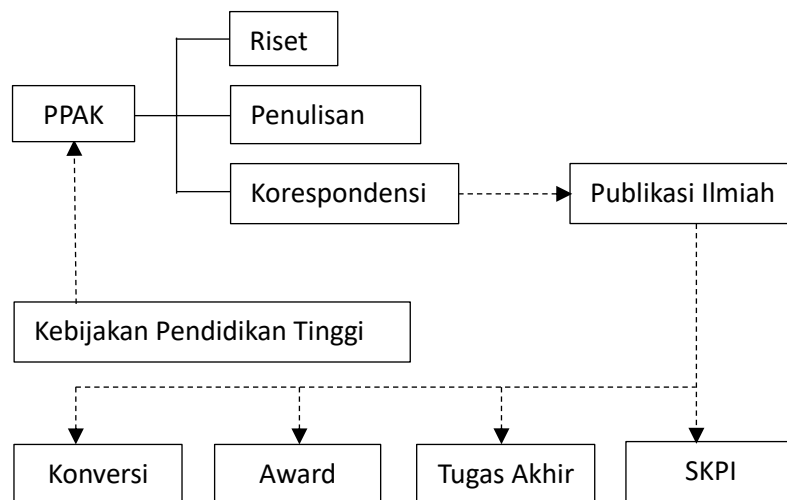 Riset
PPAK
Penulisan
Korespondensi
Publikasi Ilmiah
Kebijakan Pendidikan Tinggi
Konversi
Award
Tugas Akhir
SKPI